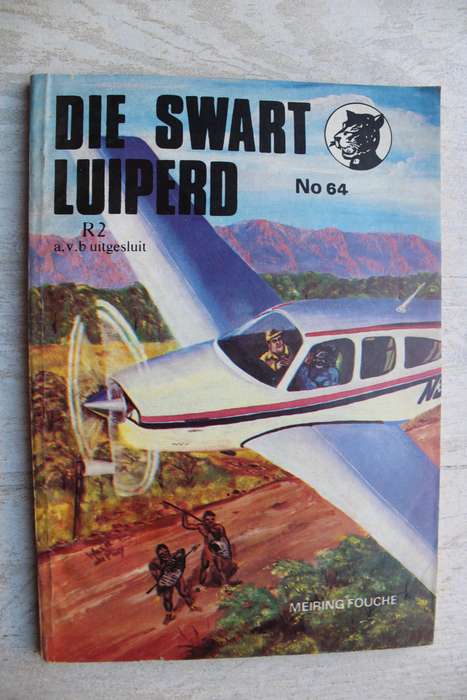 DIE SWART
LUIPERD
No 64
R2
a.v.b uitgesluit
MEIRING FOUCHE